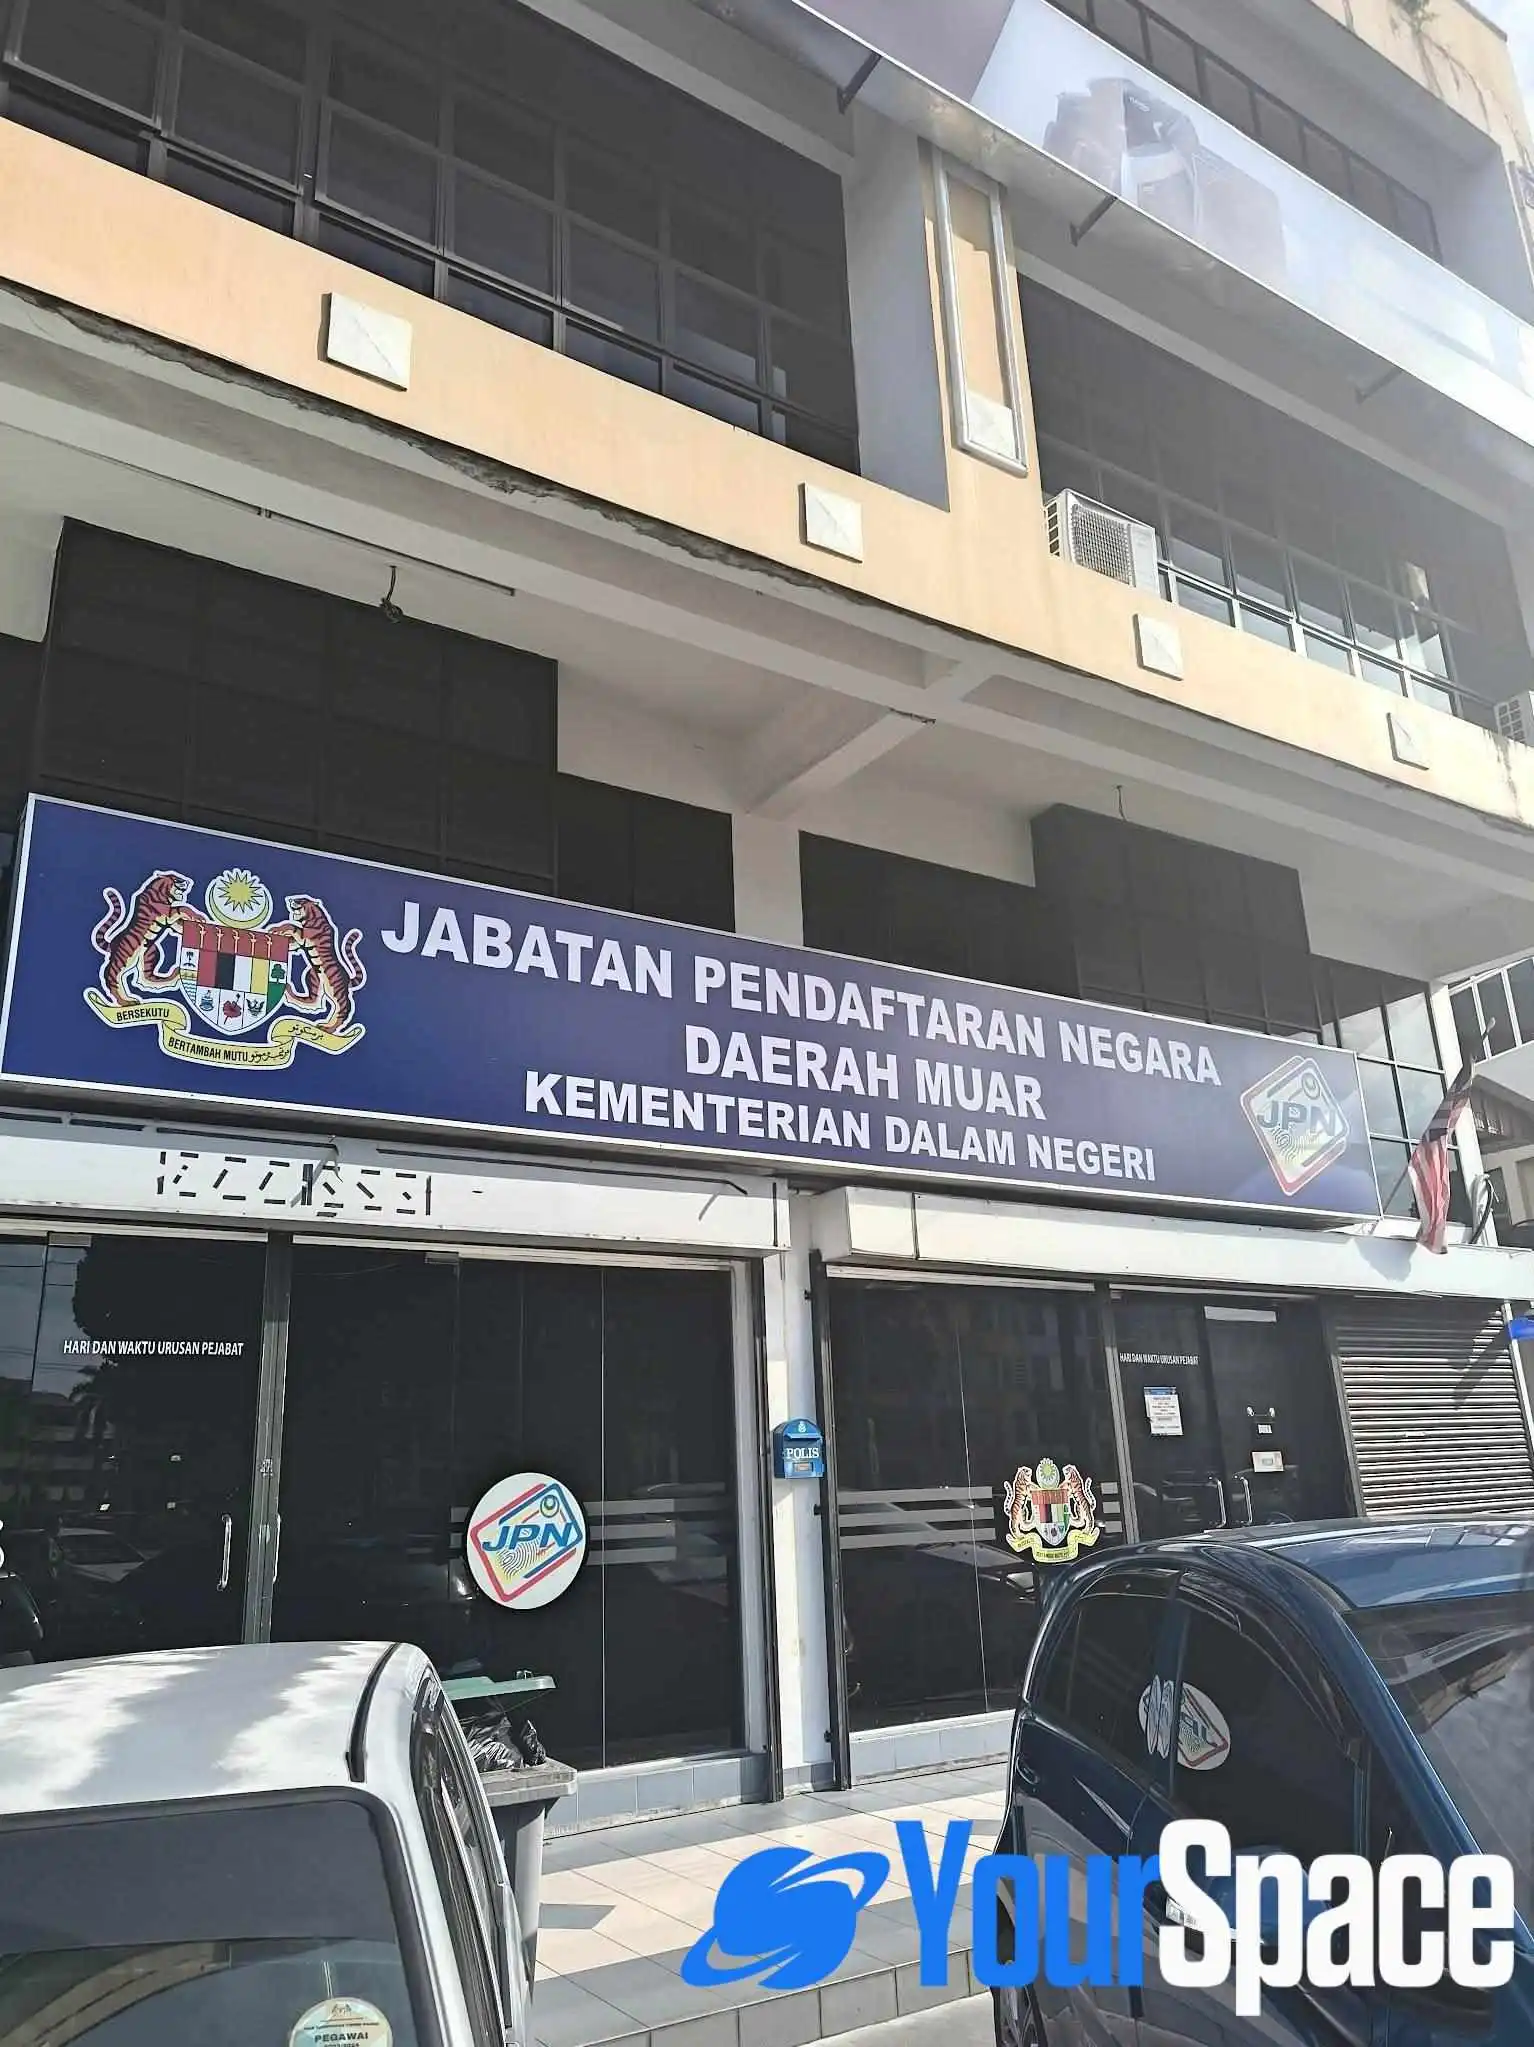 BERSEKUTU
BERTAMBAH MUTU
JABATAN PENDAFTARAN NEGARA
DAERAH MUAR
KEMENTERIAN DALAM NEGERI
JPN
HARI DAN WAKTU URUSAN PEJABAT
HARI DAN WAKTU URUSAN PEJABAT
POLIS
JPN
PEGAWAI
YourSpace